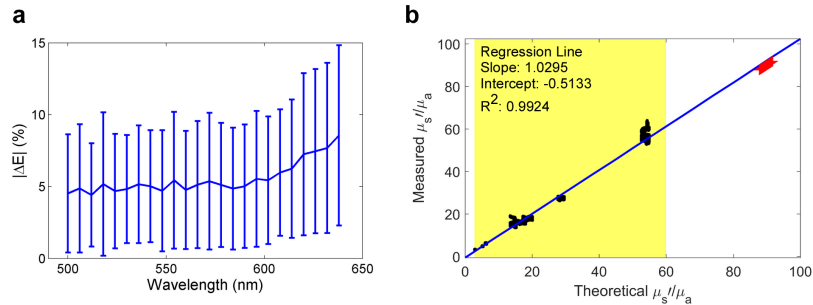 a
15
10
5
0
|ΔE| (%)
500
550
600
650
Wavelength (nm)
b
100
80
60
40
20
0
Measured μs'/μa
Regression Line
Slope: 1.0295
Intercept: -0.5133
R²: 0.9924
0
20
40
60
80
100
Theoretical μs'/μa